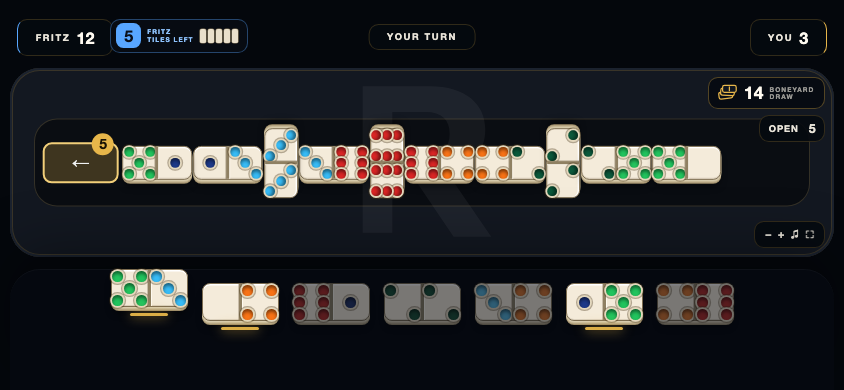 FRITZ 12
5 FRITZ
TILES LEFT
YOUR TURN
YOU 3
14 BONEYARD
DRAW
OPEN 5
5
←
R
− +